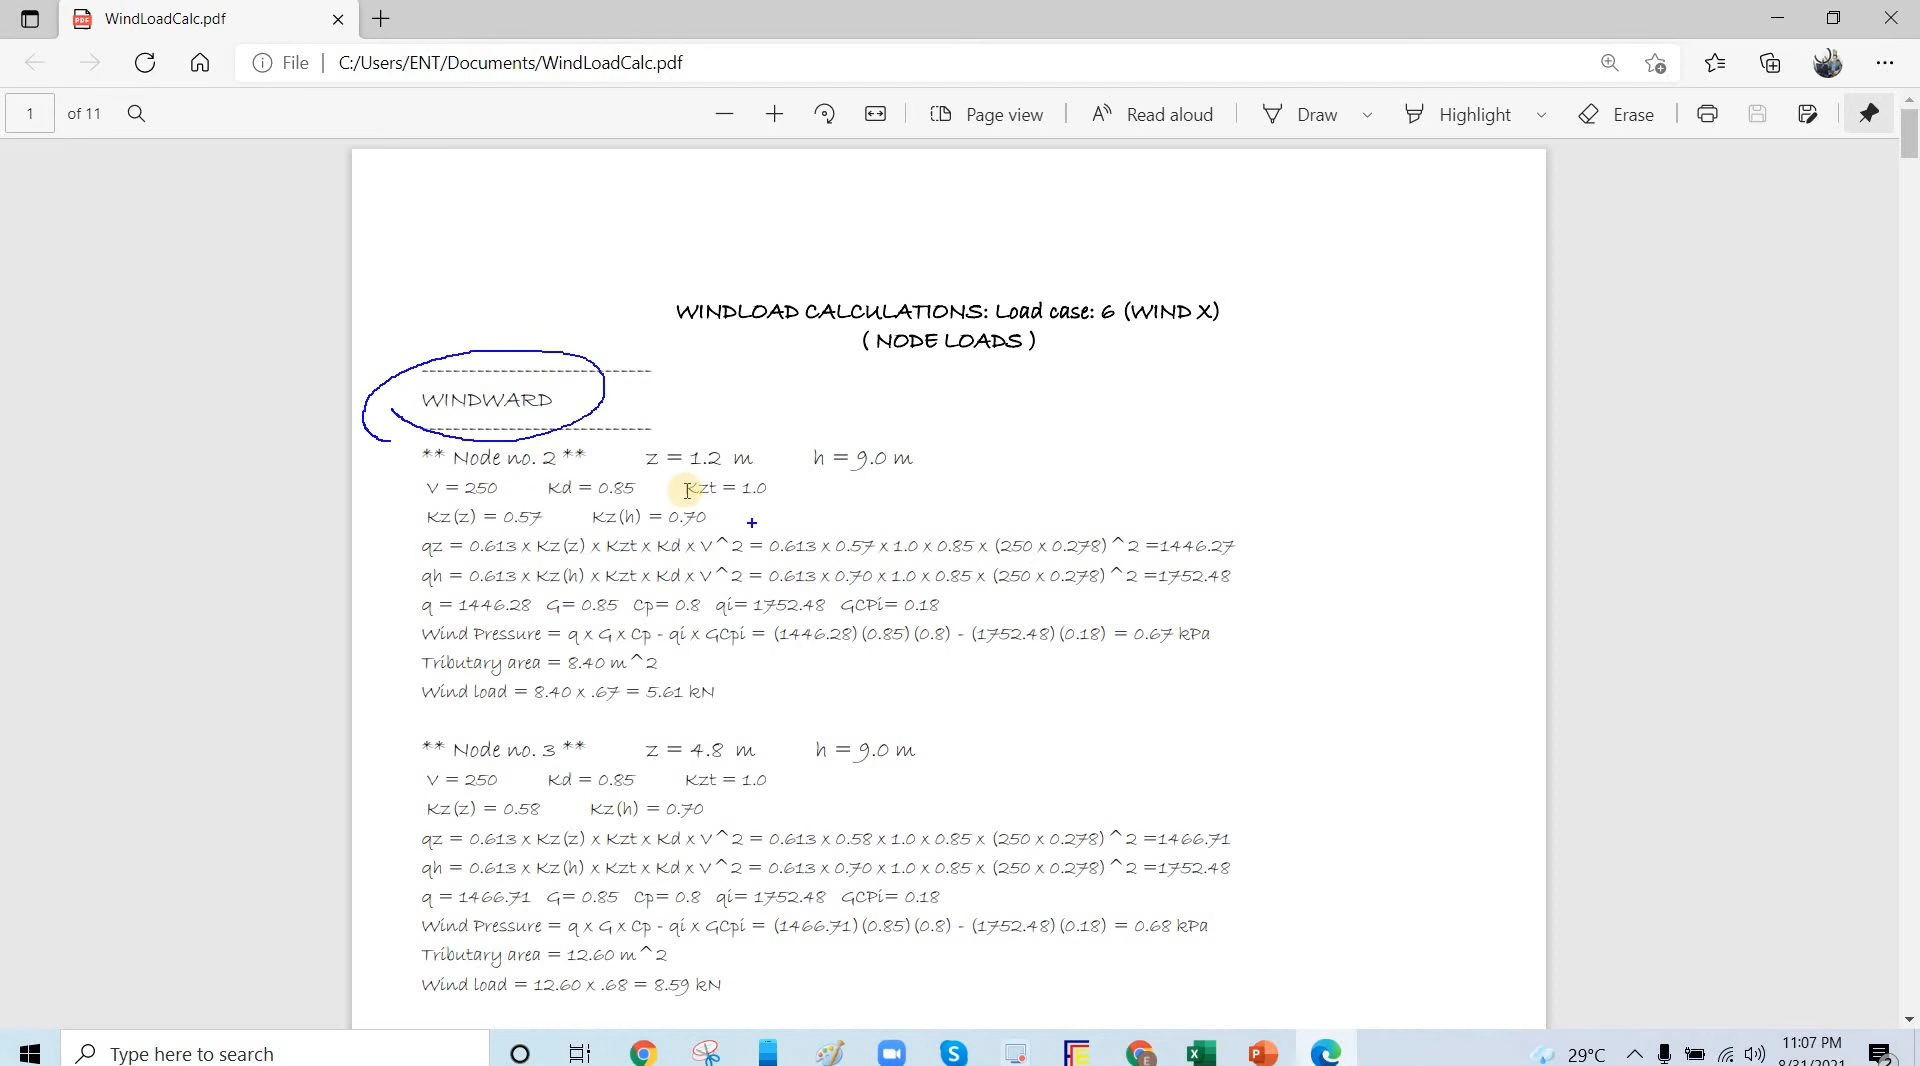 WindLoadCalc.pdf
File
C:/Users/ENT/Documents/WindLoadCalc.pdf
1 of 11
Page view
Read aloud
Draw
Highlight
Erase
WINDLOAD CALCULATIONS: Load case: 6 (WIND X)
( NODE LOADS )
------------------------------
WINDWARD
------------------------------
** Node no. 2 ** z = 1.2 m h = 9.0 m
V = 250 Kd = 0.85 Kzt = 1.0
Kz(z) = 0.57 Kz(h) = 0.70
qz = 0.613 x Kz(z) x Kzt x Kd x V^2 = 0.613 x 0.57 x 1.0 x 0.85 x (250 x 0.278)^2 =1446.27
qh = 0.613 x Kz(h) x Kzt x Kd x V^2 = 0.613 x 0.70 x 1.0 x 0.85 x (250 x 0.278)^2 =1752.48
q = 1446.28 G= 0.85 Cp= 0.8 qi= 1752.48 GCPi= 0.18
Wind Pressure = q x G x Cp - qi x GCpi = (1446.28)(0.85)(0.8) - (1752.48)(0.18) = 0.67 kPa
Tributary area = 8.40 m^2
Wind load = 8.40 x .67 = 5.61 kN
** Node no. 3 ** z = 4.8 m h = 9.0 m
V = 250 Kd = 0.85 Kzt = 1.0
Kz(z) = 0.58 Kz(h) = 0.70
qz = 0.613 x Kz(z) x Kzt x Kd x V^2 = 0.613 x 0.58 x 1.0 x 0.85 x (250 x 0.278)^2 =1466.71
qh = 0.613 x Kz(h) x Kzt x Kd x V^2 = 0.613 x 0.70 x 1.0 x 0.85 x (250 x 0.278)^2 =1752.48
q = 1466.71 G= 0.85 Cp= 0.8 qi= 1752.48 GCPi= 0.18
Wind Pressure = q x G x Cp - qi x GCpi = (1466.71)(0.85)(0.8) - (1752.48)(0.18) = 0.68 kPa
Tributary area = 12.60 m^2
Wind load = 12.60 x .68 = 8.59 kN
Type here to search
29°C
11:07 PM
8/31/2021